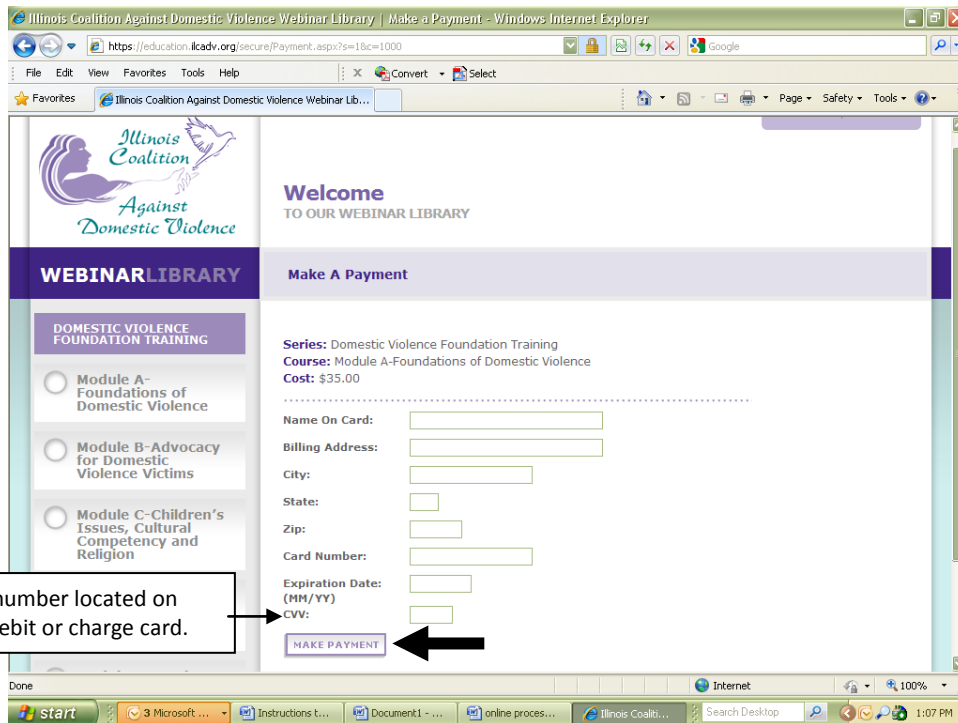 Illinois Coalition Against Domestic Violence Webinar Library | Make a Payment - Windows Internet Explorer
https://education.ilcadv.org/secure/Payment.aspx?s=1&c=1000
Google
File Edit View Favorites Tools Help
X Convert Select
Favorites
Illinois Coalition Against Domestic Violence Webinar Lib...
Page Safety Tools
Illinois
Coalition
Against
Domestic Violence
Welcome
TO OUR WEBINAR LIBRARY
WEBINARLIBRARY
Make A Payment
DOMESTIC VIOLENCE
FOUNDATION TRAINING
Module A-
Foundations of
Domestic Violence
Module B-Advocacy
for Domestic
Violence Victims
Module C-Children's
Issues, Cultural
Competency and
Religion
Series: Domestic Violence Foundation Training
Course: Module A-Foundations of Domestic Violence
Cost: $35.00
Name On Card:
Billing Address:
City:
State:
Zip:
Card Number:
Expiration Date:
(MM/YY)
CVV:
number located on
ebit or charge card.
MAKE PAYMENT
Done
Internet
100%
start
3 Microsoft ...
Instructions t...
Document1 - ...
online proces...
Illinois Coaliti...
Search Desktop
1:07 PM